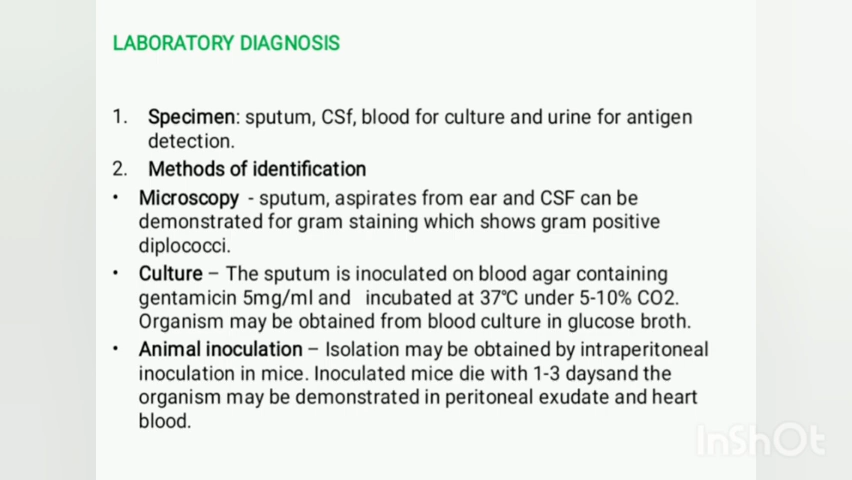 LABORATORY DIAGNOSIS
1. Specimen: sputum, CSf, blood for culture and urine for antigen
detection.
2. Methods of identification
• Microscopy - sputum, aspirates from ear and CSF can be
demonstrated for gram staining which shows gram positive
diplococci.
• Culture – The sputum is inoculated on blood agar containing
gentamicin 5mg/ml and incubated at 37°C under 5-10% CO2.
Organism may be obtained from blood culture in glucose broth.
• Animal inoculation – Isolation may be obtained by intraperitoneal
inoculation in mice. Inoculated mice die with 1-3 daysand the
organism may be demonstrated in peritoneal exudate and heart
blood.
InShOt